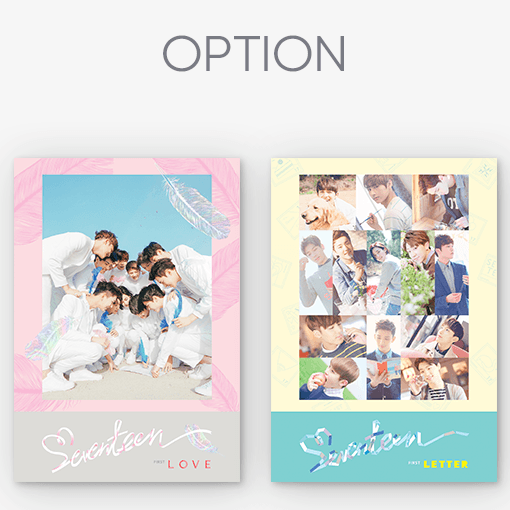 OPTION
Seventeen
FIRST LOVE
Seventeen
FIRST LETTER